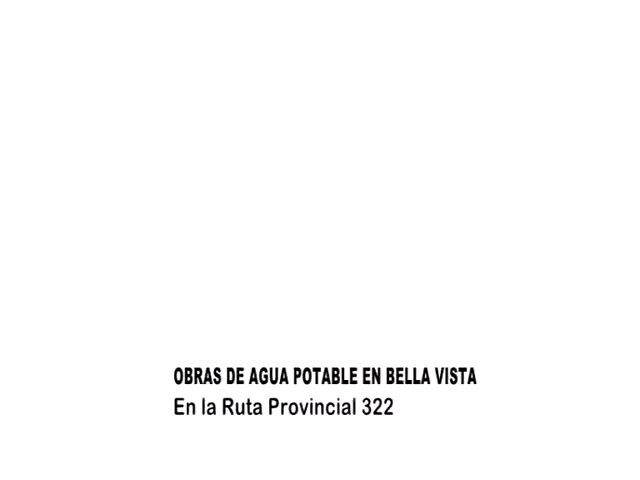 OBRAS DE AGUA POTABLE EN BELLA VISTA
En la Ruta Provincial 322